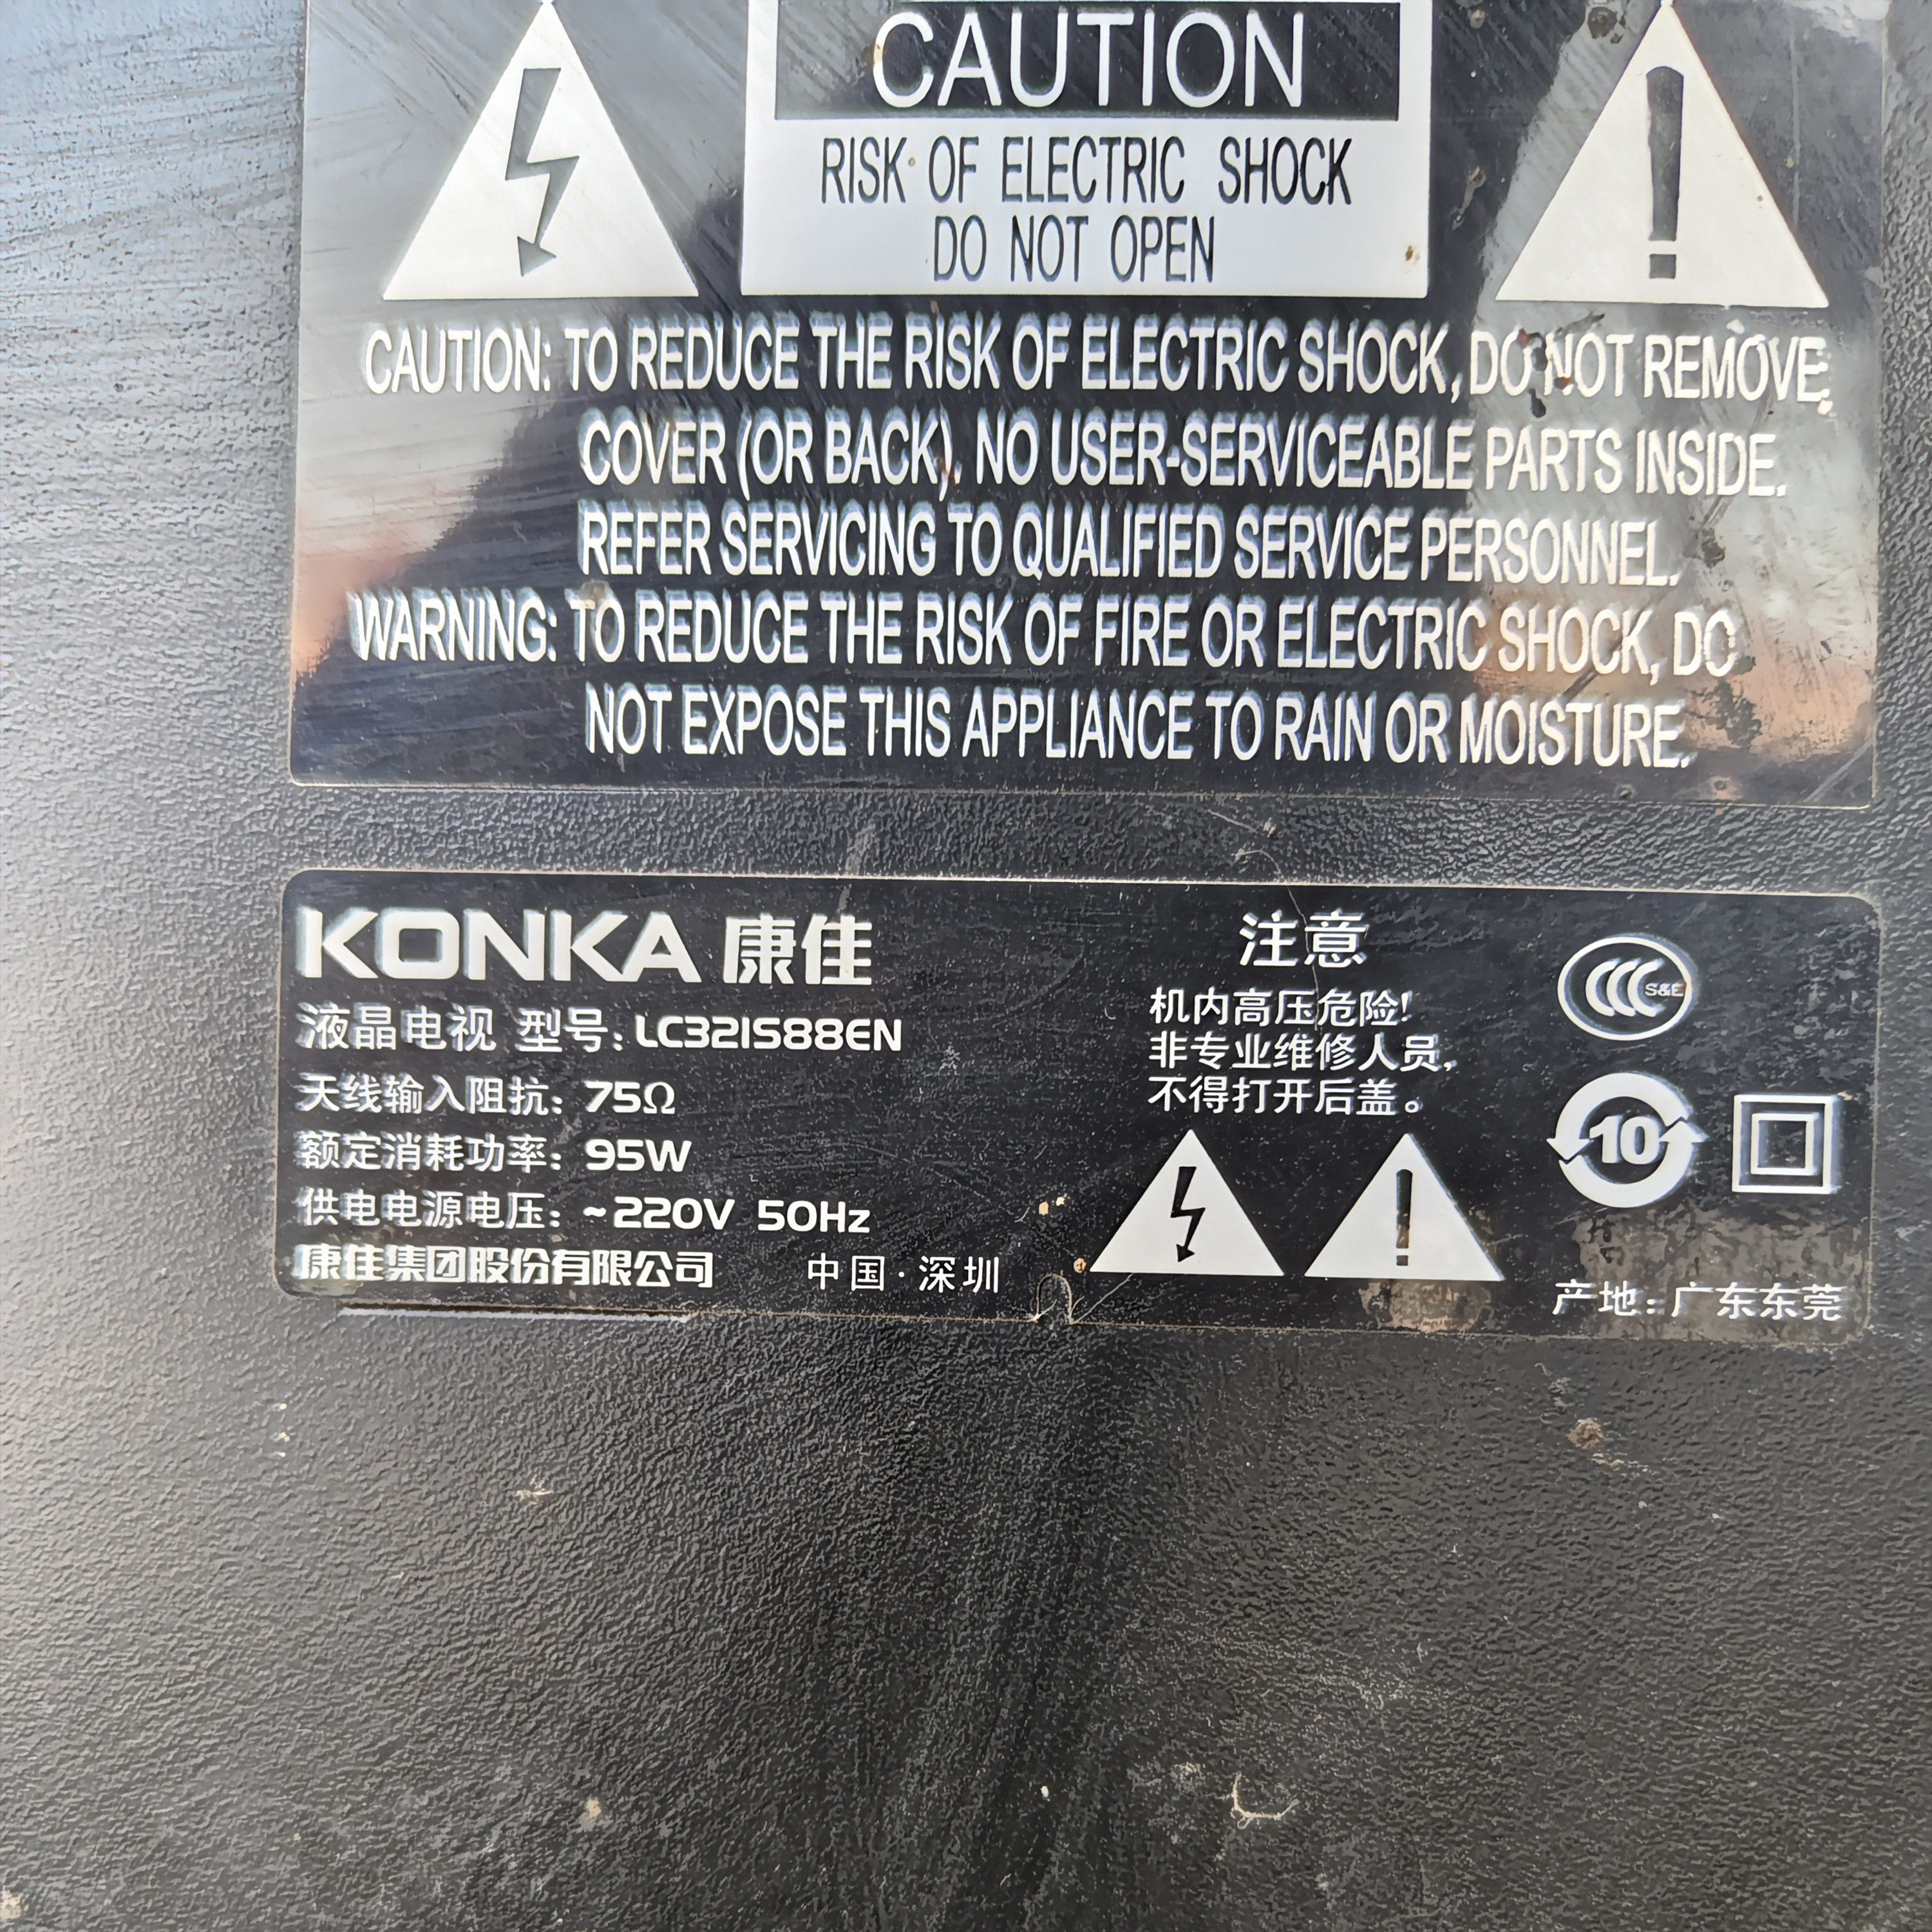 CAUTION
RISK OF ELECTRIC SHOCK
DO NOT OPEN
CAUTION: TO REDUCE THE RISK OF ELECTRIC SHOCK, DO NOT REMOVE
COVER (OR BACK). NO USER-SERVICEABLE PARTS INSIDE.
REFER SERVICING TO QUALIFIED SERVICE PERSONNEL.
WARNING: TO REDUCE THE RISK OF FIRE OR ELECTRIC SHOCK, DO
NOT EXPOSE THIS APPLIANCE TO RAIN OR MOISTURE.
KONKA 康佳
液晶电视 型号: LC32IS88EN
天线输入阻抗: 75Ω
额定消耗功率: 95W
供电电源电压: ~220V 50Hz
康佳集团股份有限公司 中国·深圳
注意
机内高压危险!
非专业维修人员,
不得打开后盖。
CCC S&E
10
产地: 广东东莞